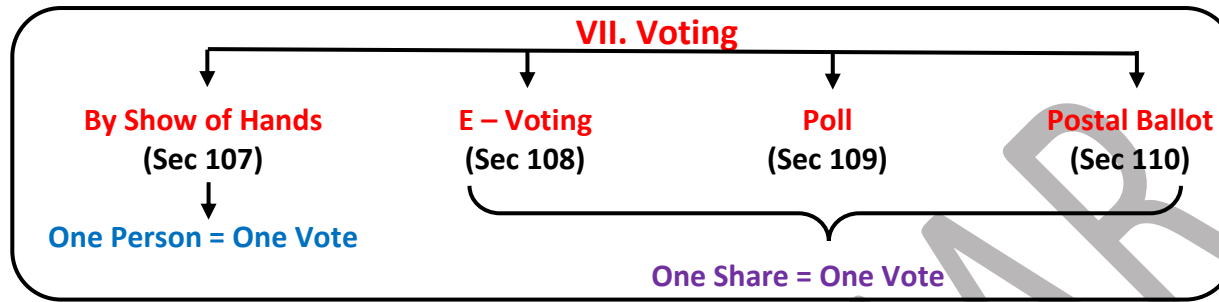 VII. Voting
By Show of Hands E – Voting Poll Postal Ballot
(Sec 107) (Sec 108) (Sec 109) (Sec 110)
One Person = One Vote
One Share = One Vote